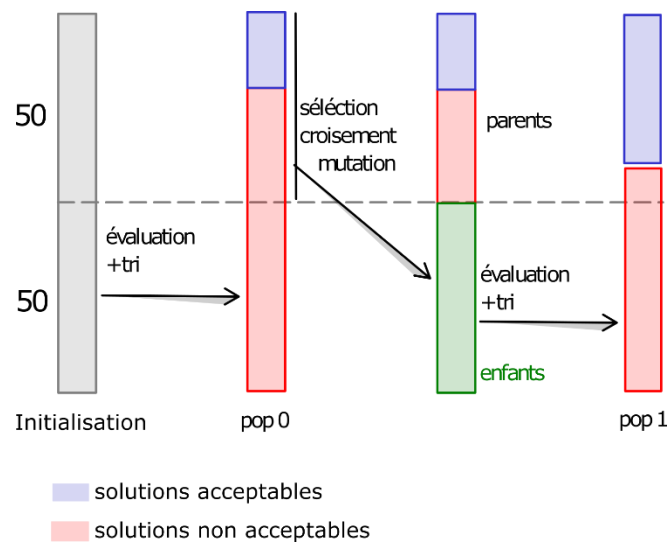 50
séléction
croisement
mutation
parents
évaluation
+tri
50
évaluation
+tri
enfants
Initialisation
pop 0
pop 1
solutions acceptables
solutions non acceptables